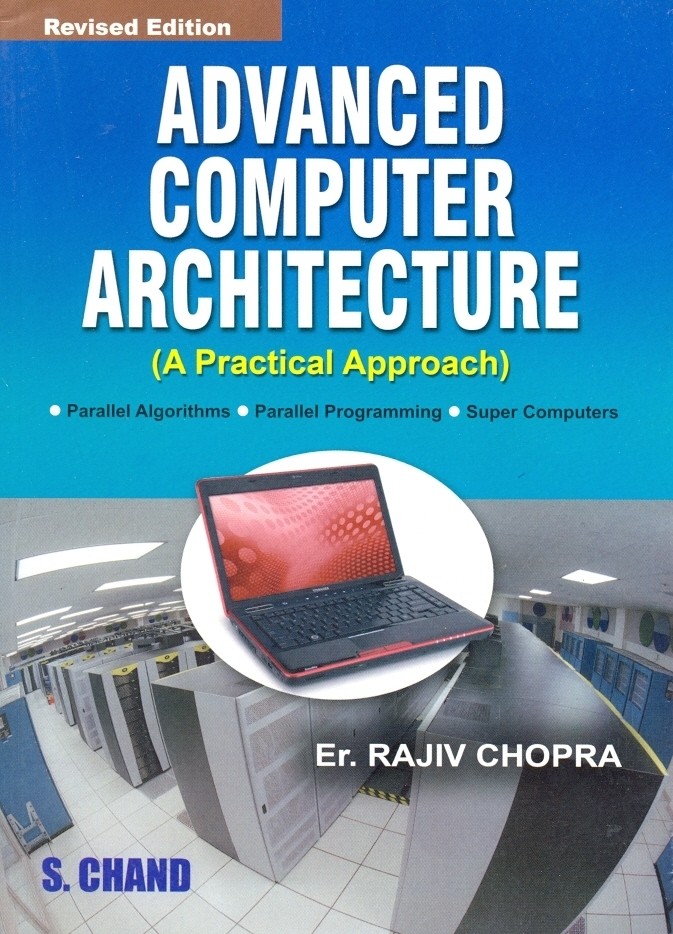 Revised Edition
ADVANCED
COMPUTER
ARCHITECTURE
(A Practical Approach)
• Parallel Algorithms • Parallel Programming • Super Computers
Er. RAJIV CHOPRA
S. CHAND